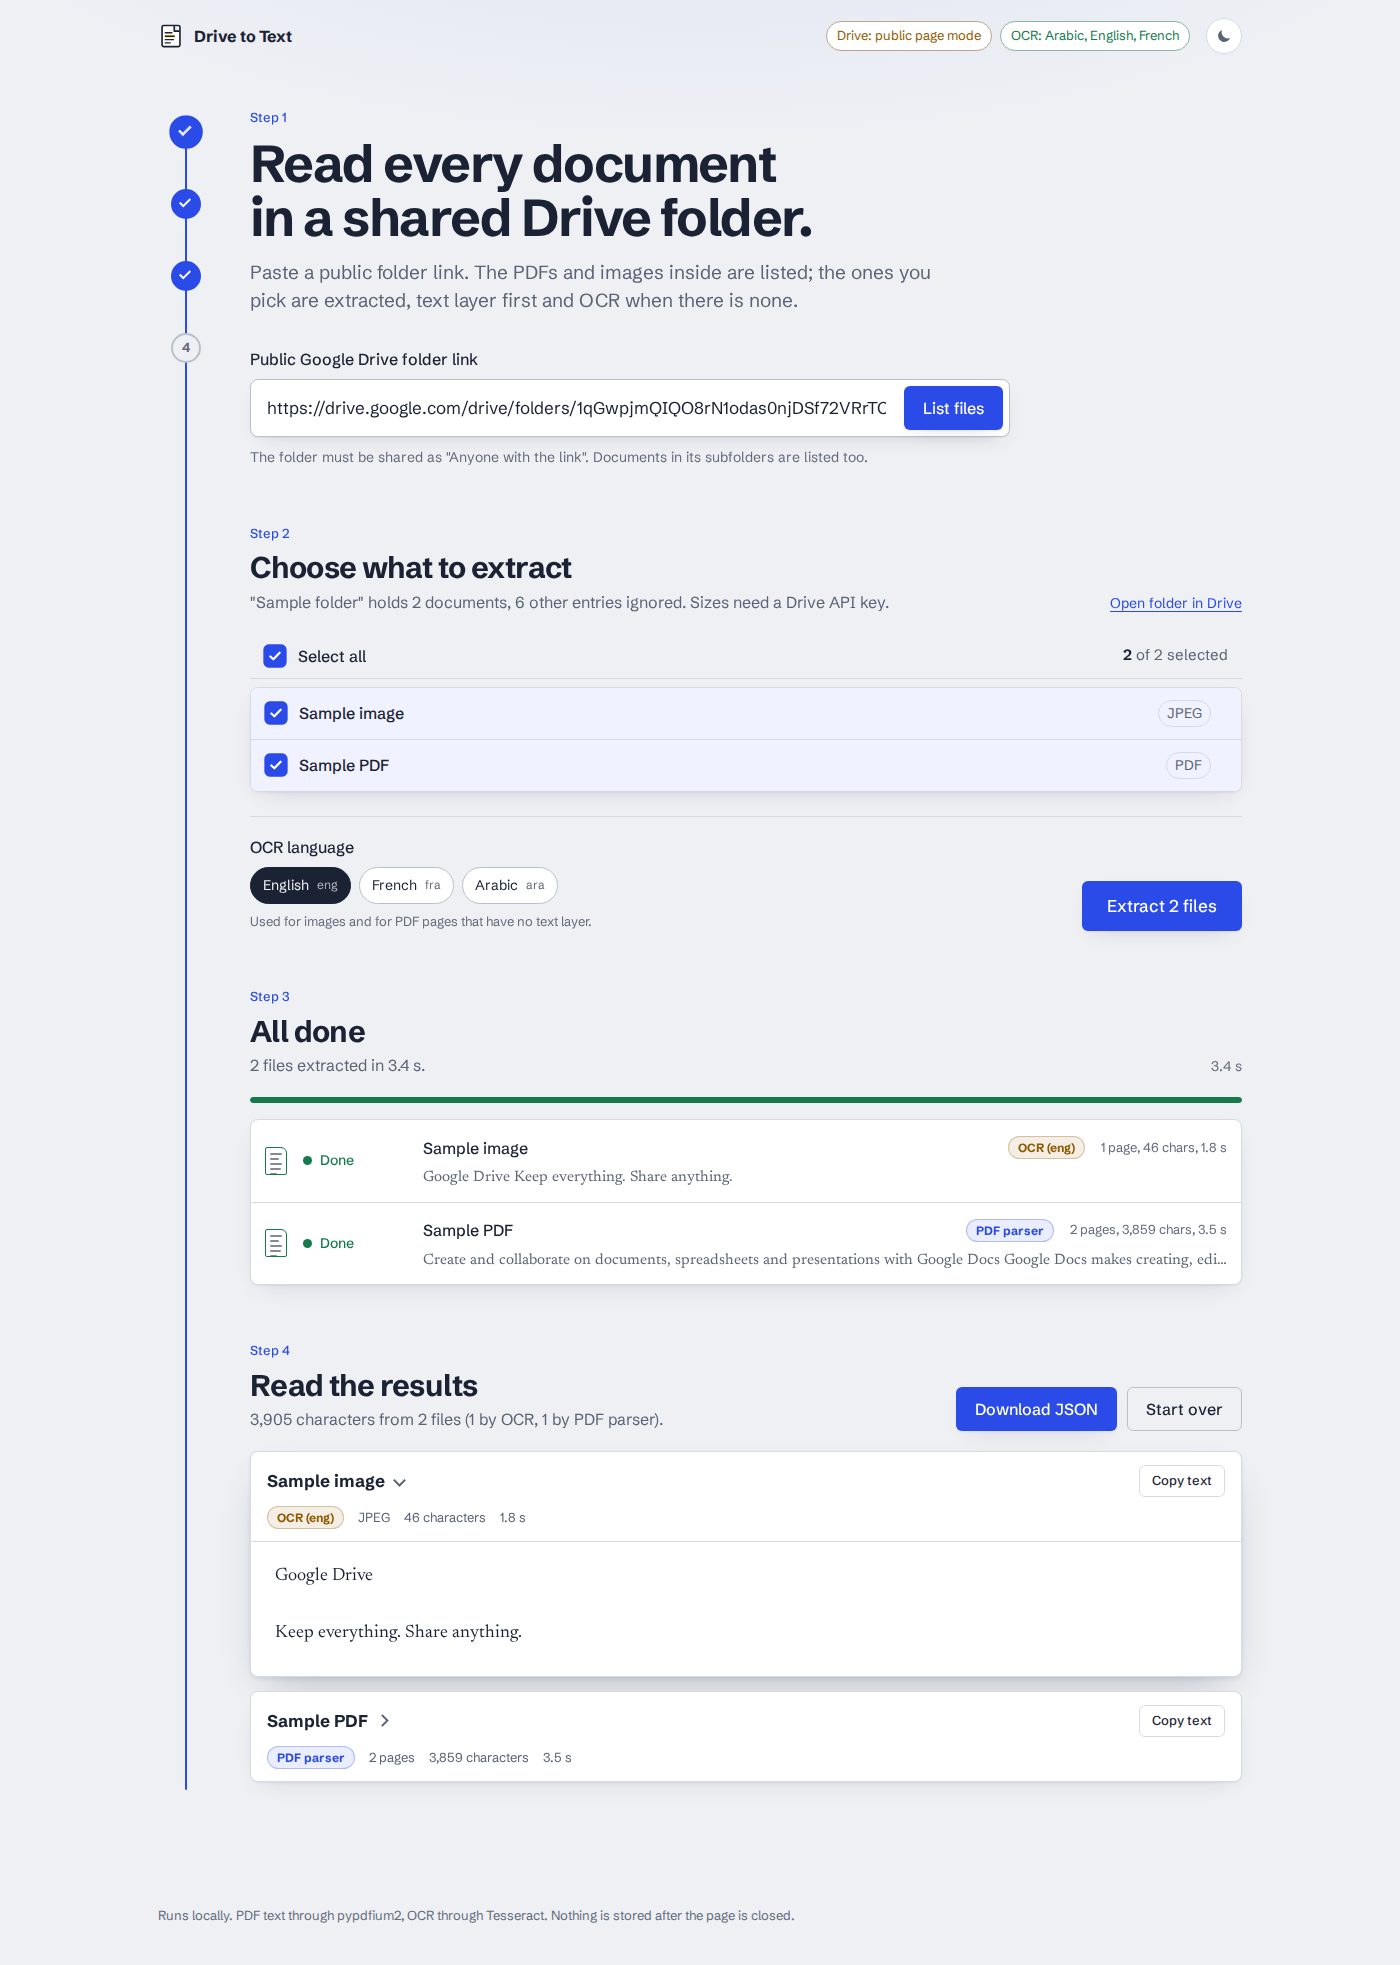 Drive to Text
Drive: public page mode
OCR: Arabic, English, French
Step 1
Read every document
in a shared Drive folder.
Paste a public folder link. The PDFs and images inside are listed; the ones you
pick are extracted, text layer first and OCR when there is none.
4
Public Google Drive folder link
https://drive.google.com/drive/folders/1qGwpjmQIQO8rN1odas0njDSf72VRrTC
List files
The folder must be shared as "Anyone with the link". Documents in its subfolders are listed too.
Step 2
Choose what to extract
"Sample folder" holds 2 documents, 6 other entries ignored. Sizes need a Drive API key.
Open folder in Drive
Select all
2 of 2 selected
Sample image
JPEG
Sample PDF
PDF
OCR language
English eng
French fra
Arabic ara
Used for images and for PDF pages that have no text layer.
Extract 2 files
Step 3
All done
2 files extracted in 3.4 s.
3.4 s
Done
Sample image
OCR (eng)
1 page, 46 chars, 1.8 s
Google Drive Keep everything. Share anything.
Done
Sample PDF
PDF parser
2 pages, 3,859 chars, 3.5 s
Create and collaborate on documents, spreadsheets and presentations with Google Docs Google Docs makes creating, edi...
Step 4
Read the results
3,905 characters from 2 files (1 by OCR, 1 by PDF parser).
Download JSON
Start over
Sample image
Copy text
OCR (eng)
JPEG
46 characters
1.8 s
Google Drive
Keep everything. Share anything.
Sample PDF
Copy text
PDF parser
2 pages
3,859 characters
3.5 s
Runs locally. PDF text through pypdfium2, OCR through Tesseract. Nothing is stored after the page is closed.